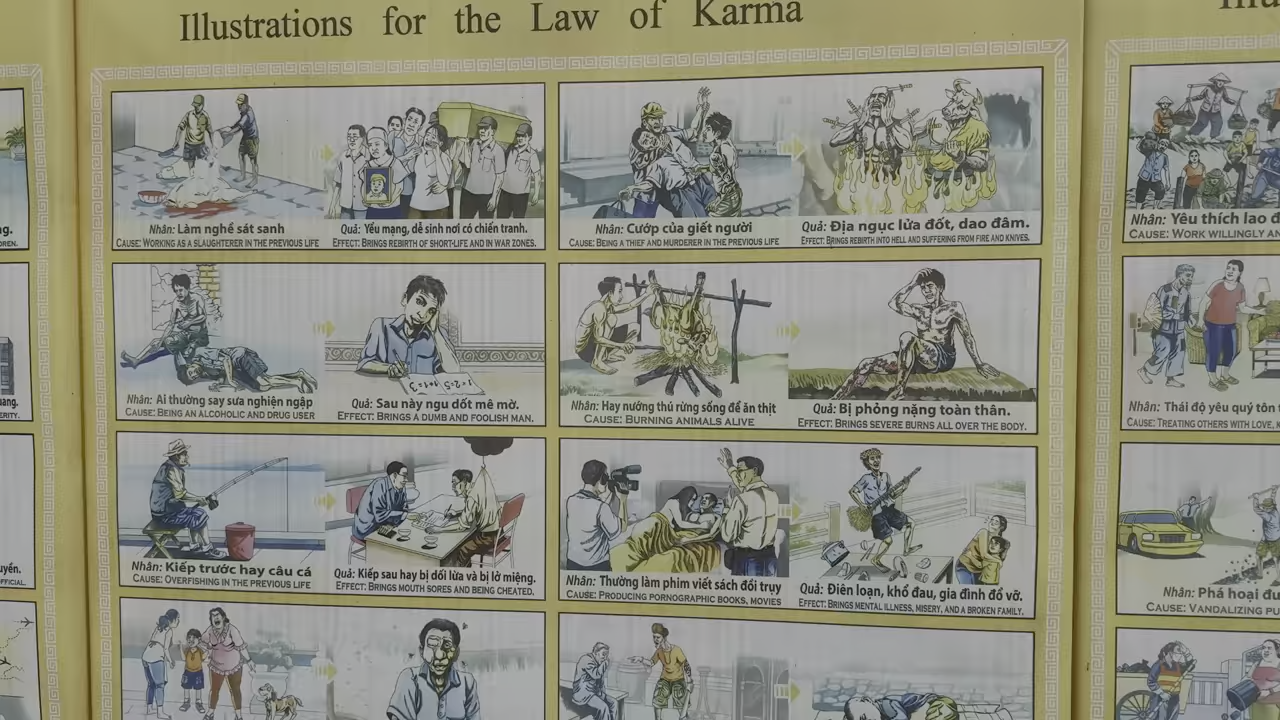 Illustrations for the Law of Karma
Nhân: Làm nghề sát sanh
CAUSE: WORKING AS A SLAUGHTERER IN THE PREVIOUS LIFE
Quả: Yểu mạng, dễ sinh nơi có chiến tranh.
EFFECT: BRINGS REBIRTH OF SHORT-LIFE AND IN WAR ZONES.
Nhân: Cướp của giết người
CAUSE: BEING A THIEF AND MURDERER IN THE PREVIOUS LIFE
Quả: Địa ngục lửa đốt, dao đâm.
EFFECT: BRINGS REBIRTH INTO HELL AND SUFFERING FROM FIRE AND KNIVES.
Nhân: Yêu thích lao đ
CAUSE: WORK WILLINGLY AN
Nhân: Ai thường say sưa nghiện ngập
CAUSE: BEING AN ALCOHOLIC AND DRUG USER
1=2=5 1+0+1=3
Quả: Sau này ngu dốt mê mờ.
EFFECT: BRINGS A DUMB AND FOOLISH MAN.
Nhân: Hay nướng thú rừng sống để ăn thịt
CAUSE: BURNING ANIMALS ALIVE
Quả: Bị phỏng nặng toàn thân.
EFFECT: BRINGS SEVERE BURNS ALL OVER THE BODY.
Nhân: Thái độ yêu quý tôn
CAUSE: TREATING OTHERS WITH LOVE,
Nhân: Kiếp trước hay câu cá
CAUSE: OVERFISHING IN THE PREVIOUS LIFE
Quả: Kiếp sau hay bị dối lừa và bị lở miệng.
EFFECT: BRINGS MOUTH SORES AND BEING CHEATED.
Nhân: Thường làm phim viết sách đồi trụy
CAUSE: PRODUCING PORNOGRAPHIC BOOKS, MOVIES
Quả: Điên loạn, khổ đau, gia đình đổ vỡ.
EFFECT: BRINGS MENTAL ILLNESS, MISERY, AND A BROKEN FAMILY.
Nhân: Phá hoại đư
CAUSE: VANDALIZING PU